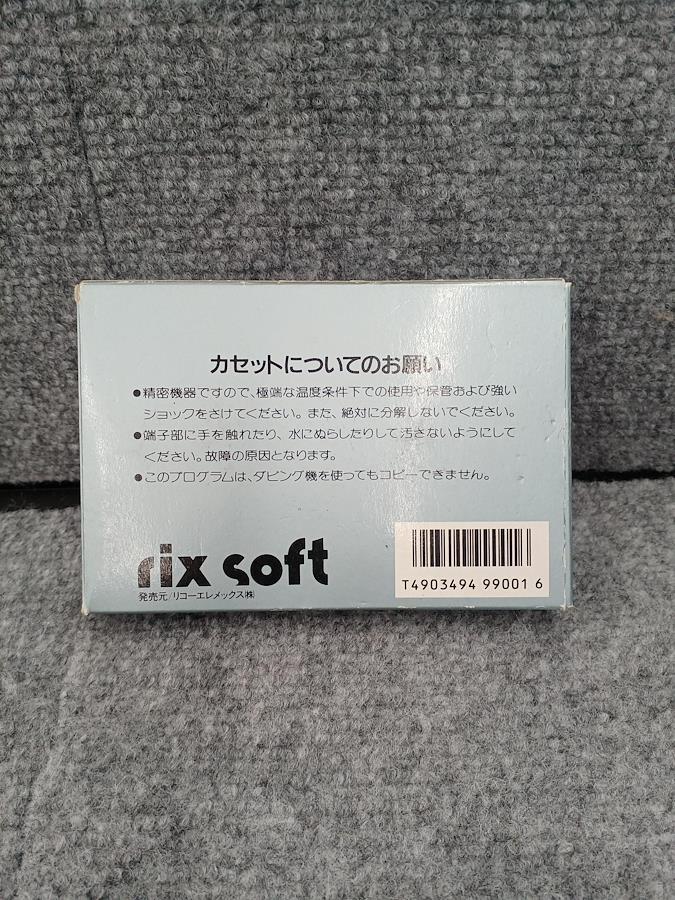 カセットについてのお願い
●精密機器ですので、極端な温度条件下での使用や保管および強い
ショックをさけてください。また、絶対に分解しないでください。
●端子部に手を触れたり、水にぬらしたりして汚さないようにして
ください。故障の原因となります。
●このプログラムは、ダビング機を使ってもコピーできません。
rix soft
発売元/リコーエレメックス㈱
T4903494 99001 6